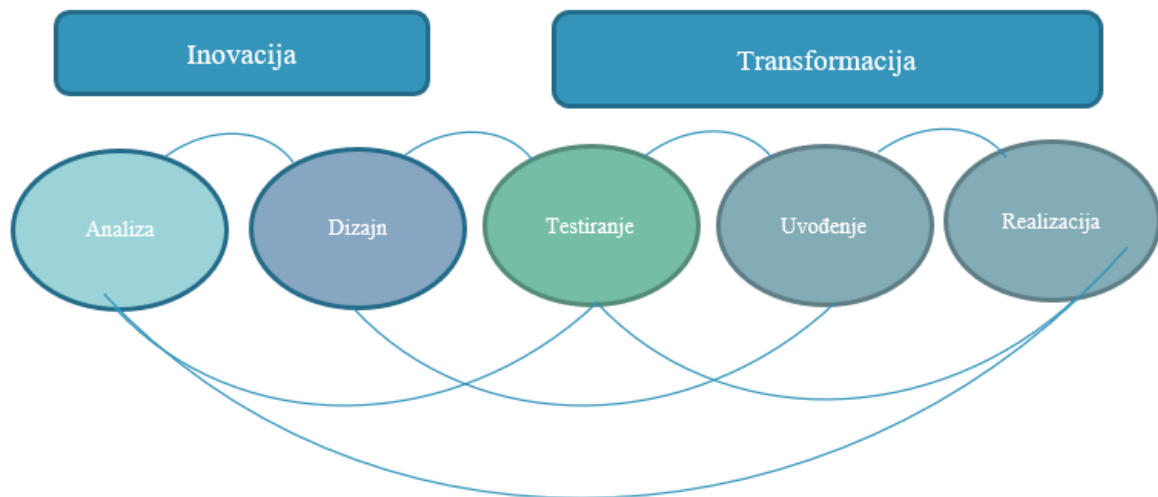 Inovacija
Transformacija
Analiza
Dizajn
Testiranje
Uvođenje
Realizacija